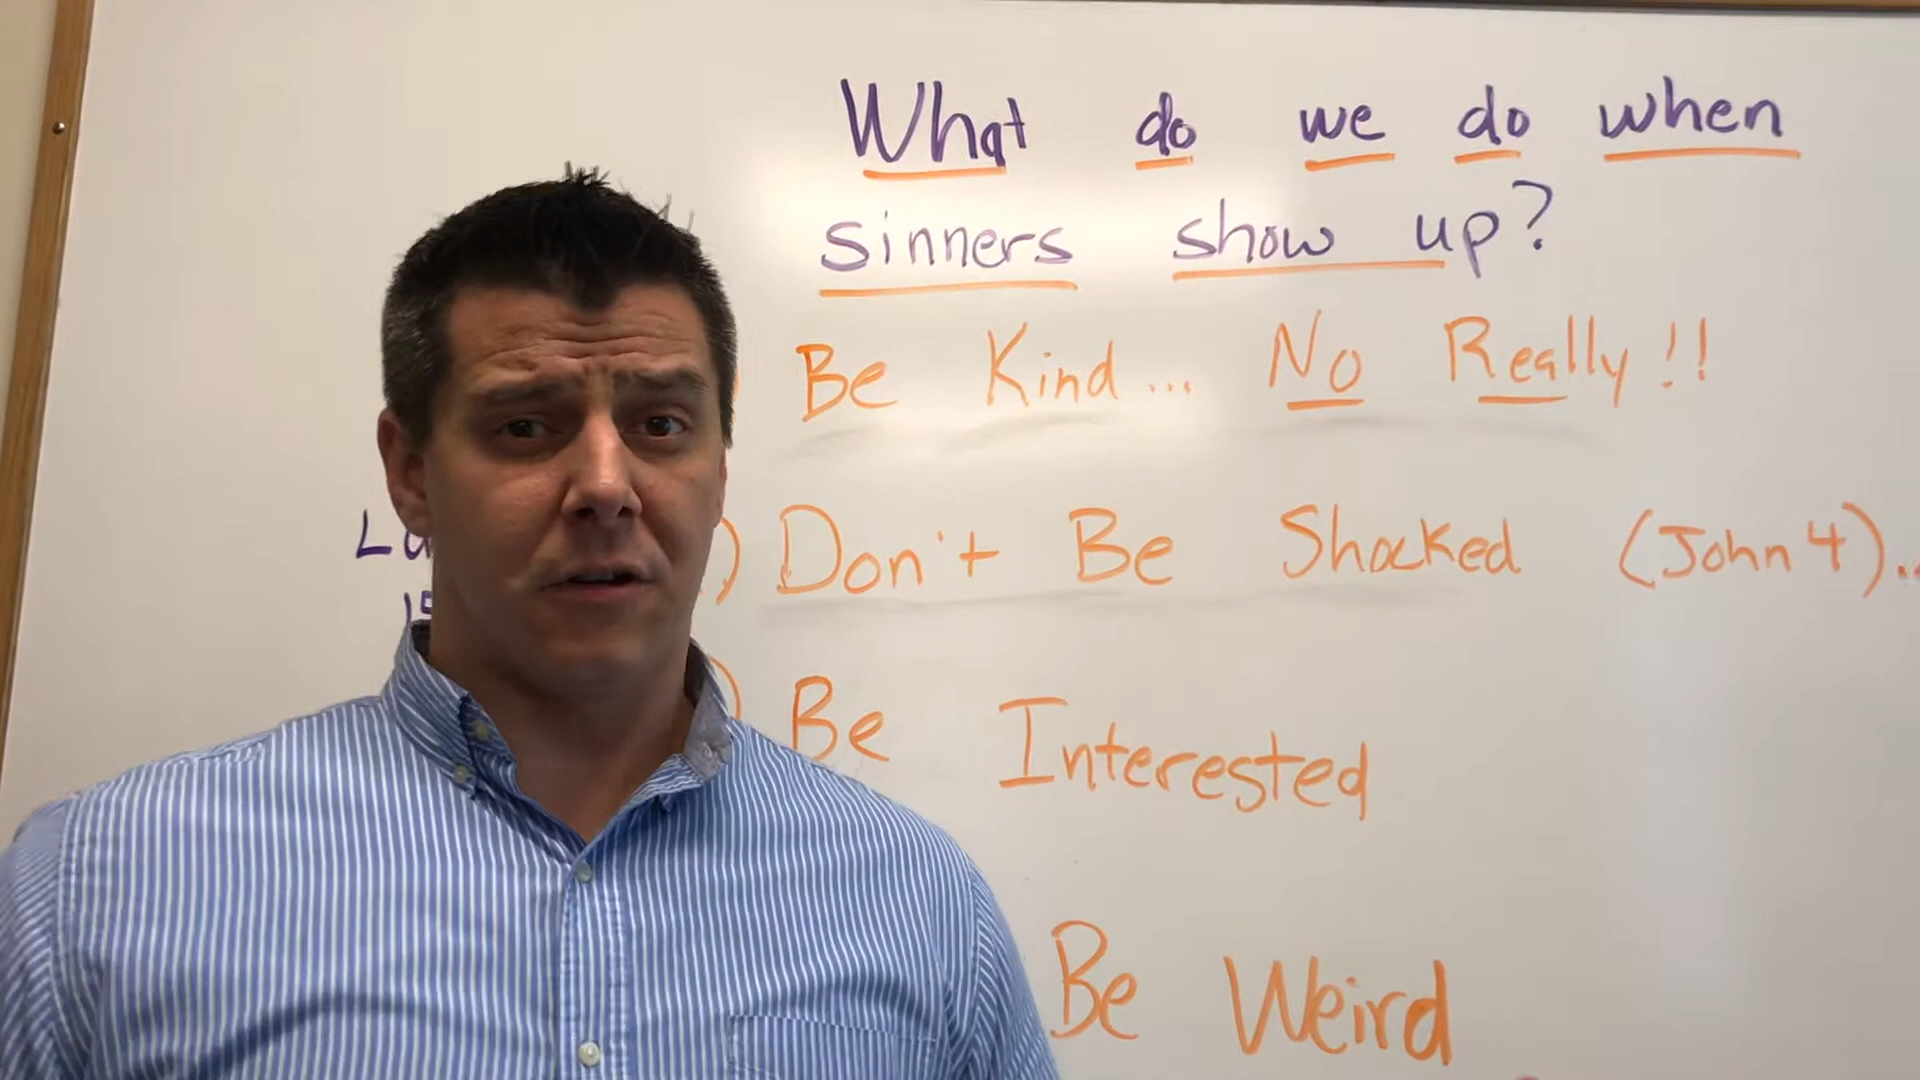 What do we do when
sinners show up?
Be Kind... No Really!!
) Don't Be Shocked (John 4)..
) Be Interested
Be Weird